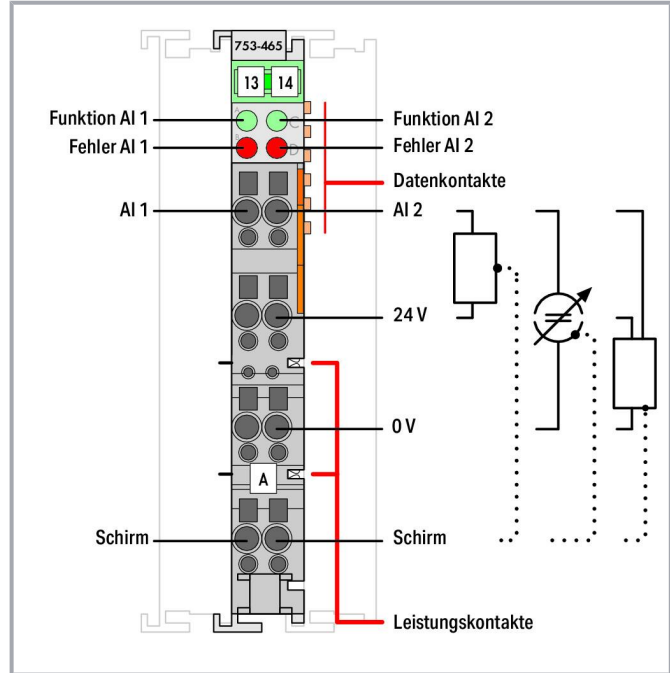 753-465
13 14
Funktion AI 1
Funktion AI 2
A
C
Fehler AI 1
Fehler AI 2
B
D
Datenkontakte
AI 1
AI 2
24 V
0 V
A
Schirm
Schirm
Leistungskontakte